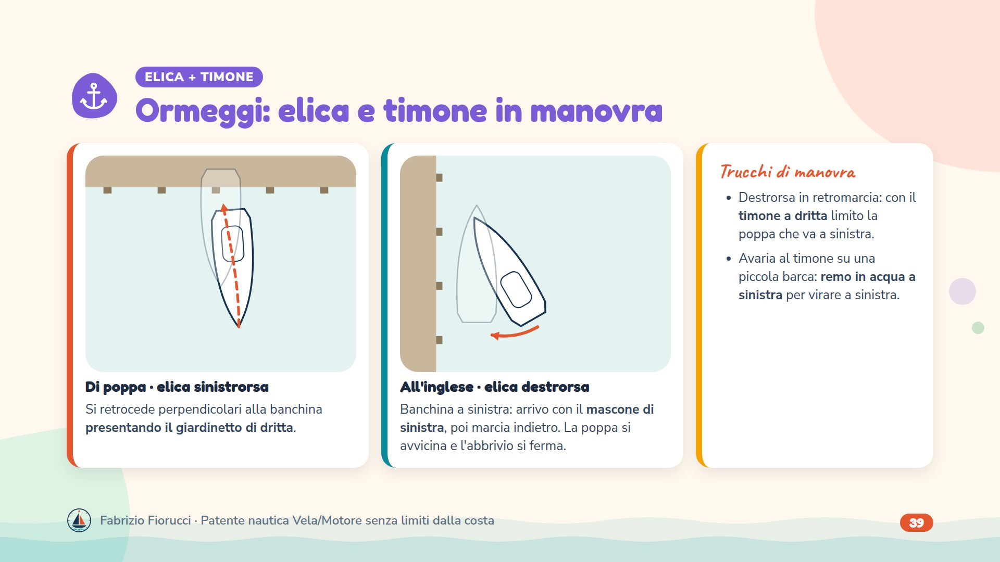 ELICA + TIMONE
Ormeggi: elica e timone in manovra
Di poppa · elica sinistrorsa
Si retrocede perpendicolari alla banchina
presentando il giardinetto di dritta.
All'inglese · elica destrorsa
Banchina a sinistra: arrivo con il mascone di
sinistra, poi marcia indietro. La poppa si
avvicina e l'abbrivio si ferma.
Trucchi di manovra
• Destrorsa in retromarcia: con il
timone a dritta limito la
poppa che va a sinistra.
• Avaria al timone su una
piccola barca: remo in acqua a
sinistra per virare a sinistra.
Fabrizio Fiorucci · Patente nautica Vela/Motore senza limiti dalla costa
39